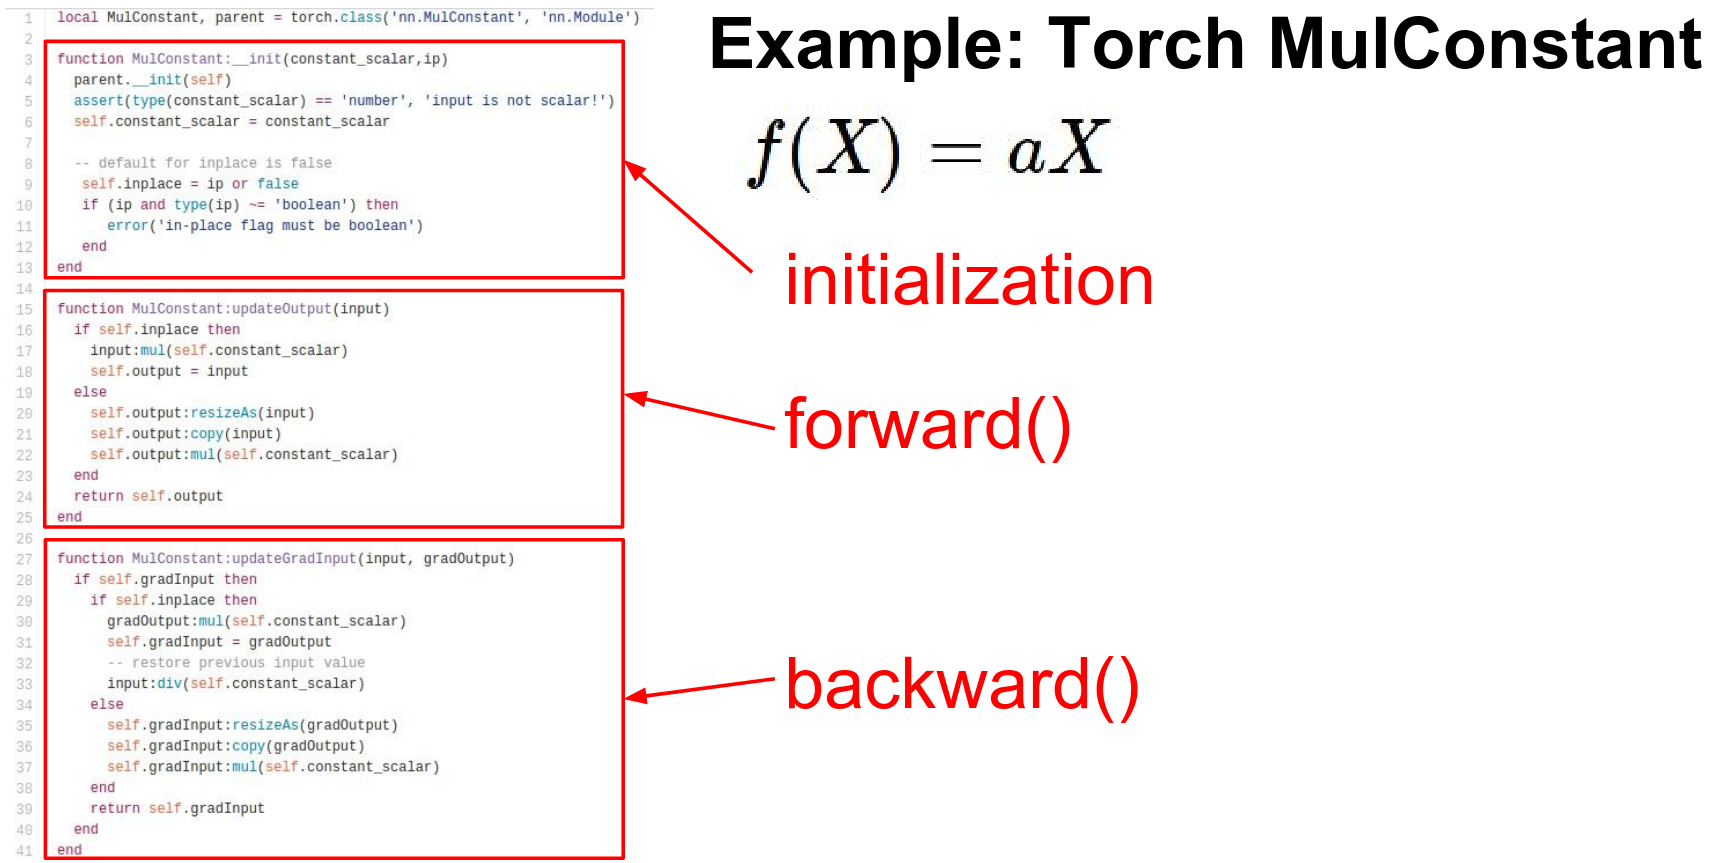 Example: Torch MulConstant
f(X) = aX
initialization
forward()
backward()
1 local MulConstant, parent = torch.class('nn.MulConstant', 'nn.Module')
2
3 function MulConstant:__init(constant_scalar,ip)
4   parent.__init(self)
5   assert(type(constant_scalar) == 'number', 'input is not scalar!')
6   self.constant_scalar = constant_scalar
7
8   -- default for inplace is false
9    self.inplace = ip or false
10    if (ip and type(ip) ~= 'boolean') then
11       error('in-place flag must be boolean')
12    end
13 end
14
15 function MulConstant:updateOutput(input)
16   if self.inplace then
17     input:mul(self.constant_scalar)
18     self.output = input
19   else
20     self.output:resizeAs(input)
21     self.output:copy(input)
22     self.output:mul(self.constant_scalar)
23   end
24   return self.output
25 end
26
27 function MulConstant:updateGradInput(input, gradOutput)
28   if self.gradInput then
29     if self.inplace then
30       gradOutput:mul(self.constant_scalar)
31       self.gradInput = gradOutput
32       -- restore previous input value
33       input:div(self.constant_scalar)
34     else
35       self.gradInput:resizeAs(gradOutput)
36       self.gradInput:copy(gradOutput)
37       self.gradInput:mul(self.constant_scalar)
38     end
39     return self.gradInput
40   end
41 end